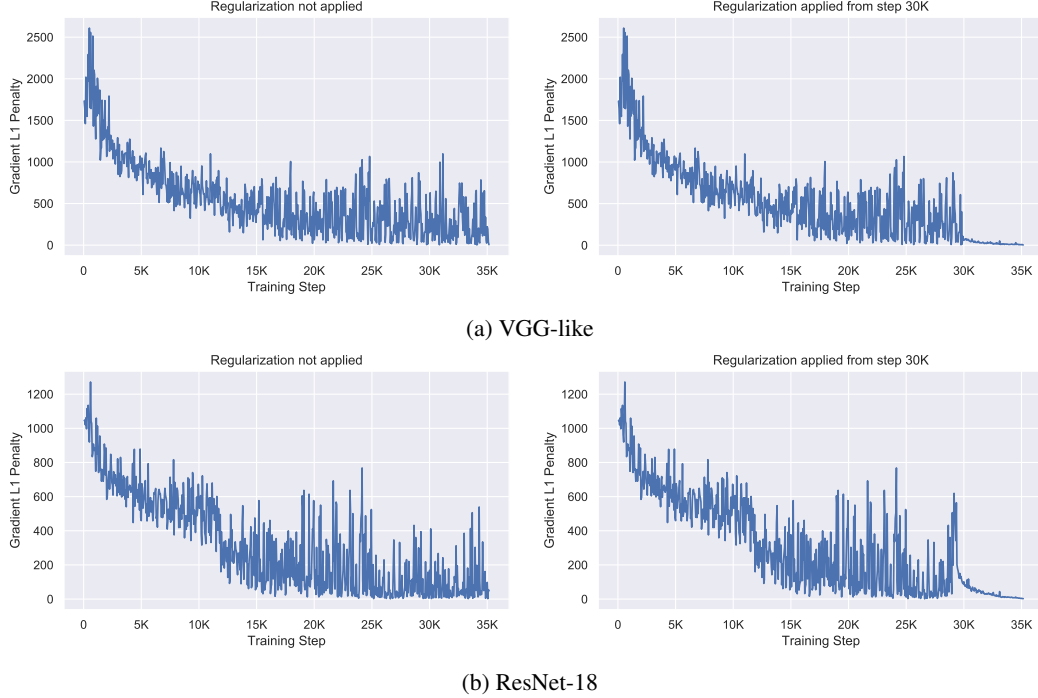 Regularization not applied
Regularization applied from step 30K
Gradient L1 Penalty
2500
2000
1500
1000
500
0
0 5K 10K 15K 20K 25K 30K 35K
Training Step
Gradient L1 Penalty
2500
2000
1500
1000
500
0
0 5K 10K 15K 20K 25K 30K 35K
Training Step
(a) VGG-like
Regularization not applied
Regularization applied from step 30K
Gradient L1 Penalty
1200
1000
800
600
400
200
0
0 5K 10K 15K 20K 25K 30K 35K
Training Step
Gradient L1 Penalty
1200
1000
800
600
400
200
0
0 5K 10K 15K 20K 25K 30K 35K
Training Step
(b) ResNet-18